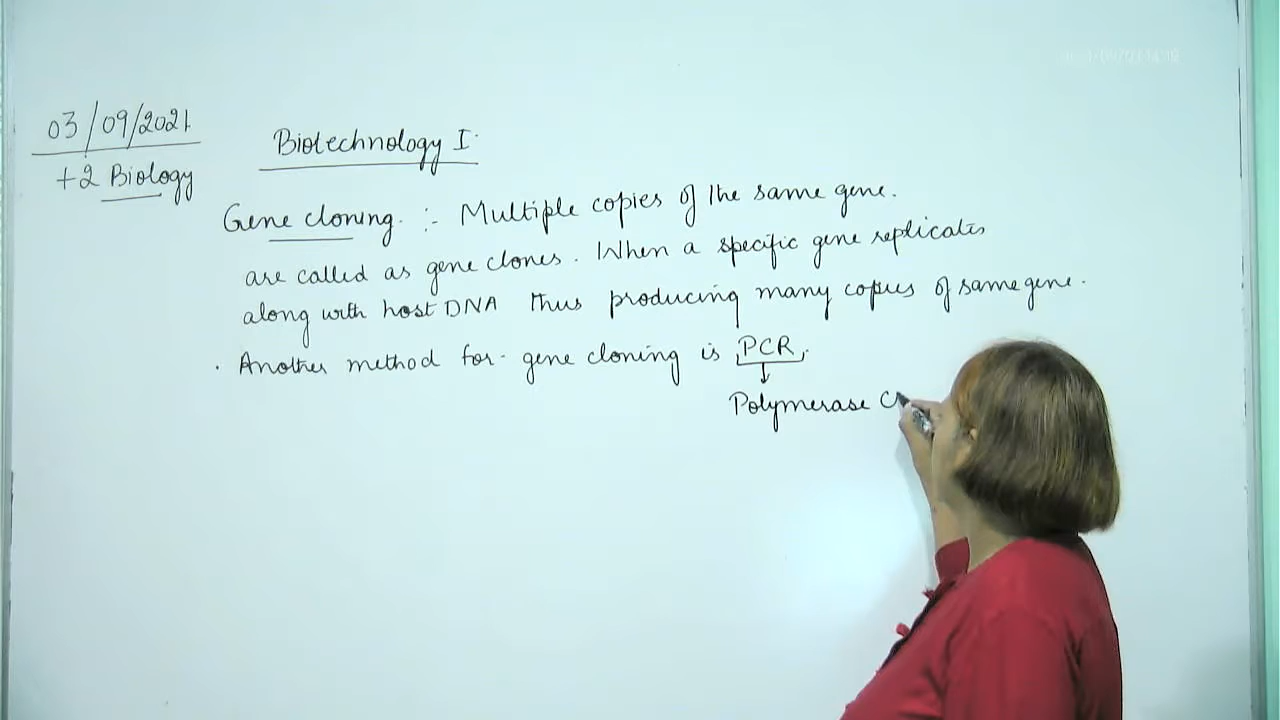 03/09/2021.
+2 Biology
Biotechnology I.
Gene cloning. :- Multiple copies of the same gene.
are called as gene clones. When a specific gene replicates
along with host DNA thus producing many copies of same gene.
. Another method for gene cloning is PCR.
Polymerase C